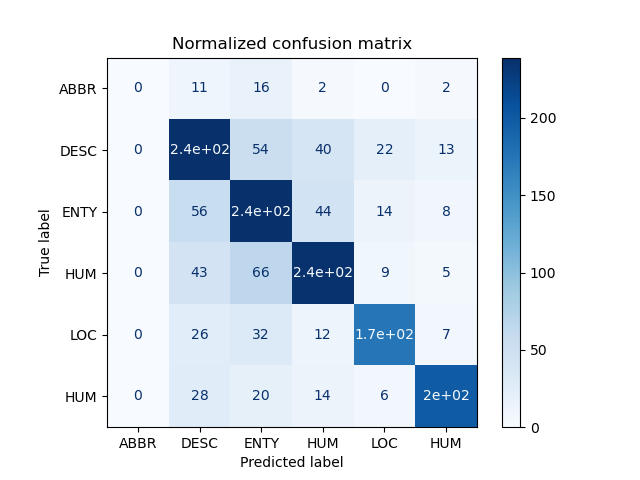 Normalized confusion matrix
ABBR 0 11 16 2 0 2
DESC 0 2.4e+02 54 40 22 13
ENTY 0 56 2.4e+02 44 14 8
HUM 0 43 66 2.4e+02 9 5
LOC 0 26 32 12 1.7e+02 7
HUM 0 28 20 14 6 2e+02
ABBR DESC ENTY HUM LOC HUM
Predicted label
True label
200
150
100
50
0